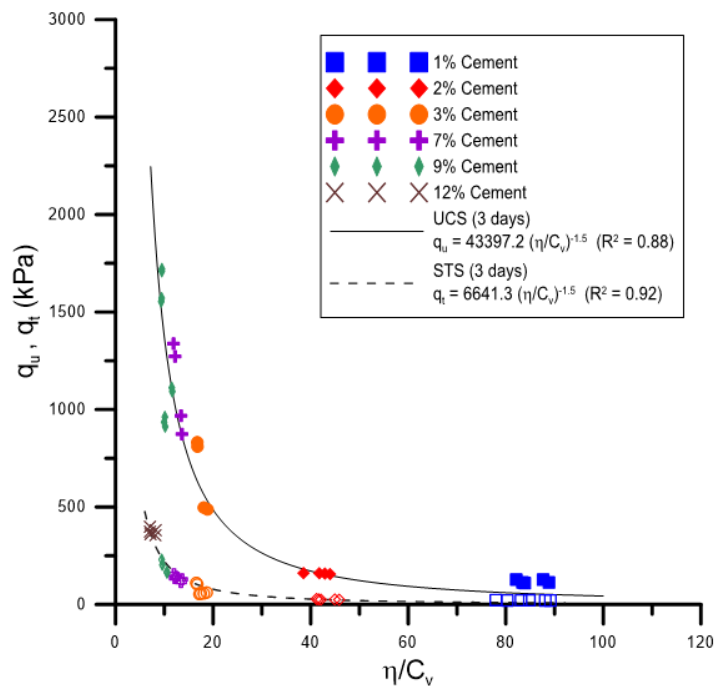 3000
2500
2000
1500
1000
500
0
q_u , q_t (kPa)
1% Cement
2% Cement
3% Cement
7% Cement
9% Cement
12% Cement
UCS (3 days)
q_u = 43397.2 (η/C_v)^-1.5 (R² = 0.88)
STS (3 days)
q_t = 6641.3 (η/C_v)^-1.5 (R² = 0.92)
0 20 40 60 80 100 120
η/C_v